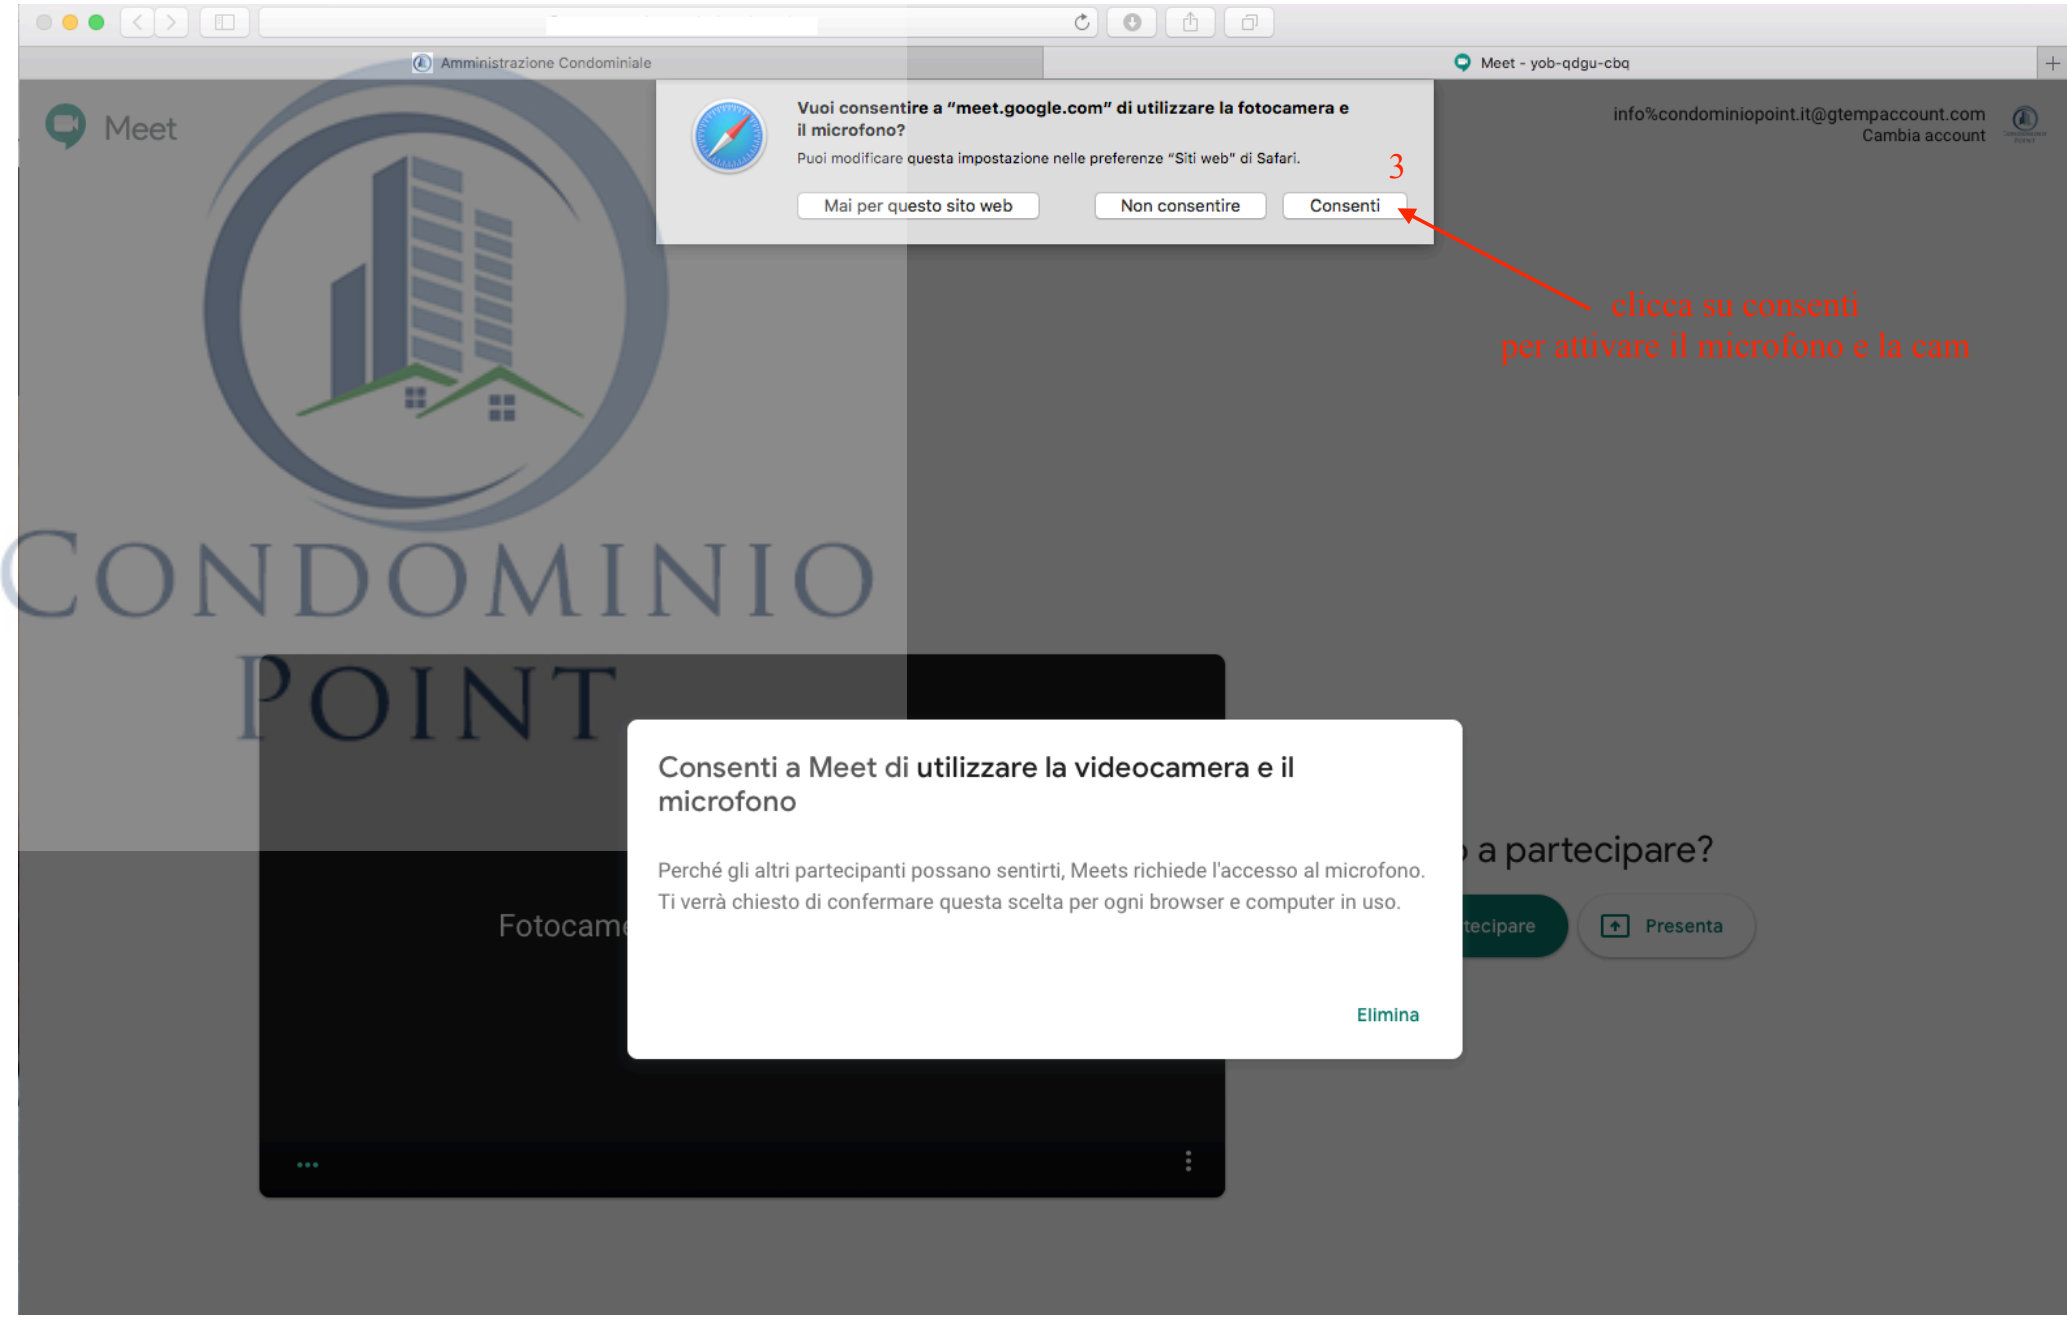 Amministrazione Condominiale
Meet - yob-qdgu-cbq
Meet
Vuoi consentire a “meet.google.com” di utilizzare la fotocamera e
il microfono?
Puoi modificare questa impostazione nelle preferenze “Siti web” di Safari.
3
Mai per questo sito web
Non consentire
Consenti
info%condominiopoint.it@gtempaccount.com
Cambia account
clicca su consenti
per attivare il microfono e la cam
CONDOMINIO
POINT
Consenti a Meet di utilizzare la videocamera e il
microfono
Perché gli altri partecipanti possano sentirti, Meets richiede l'accesso al microfono.
Ti verrà chiesto di confermare questa scelta per ogni browser e computer in uso.
Elimina
a partecipare?
Fotocame
tecipare
Presenta